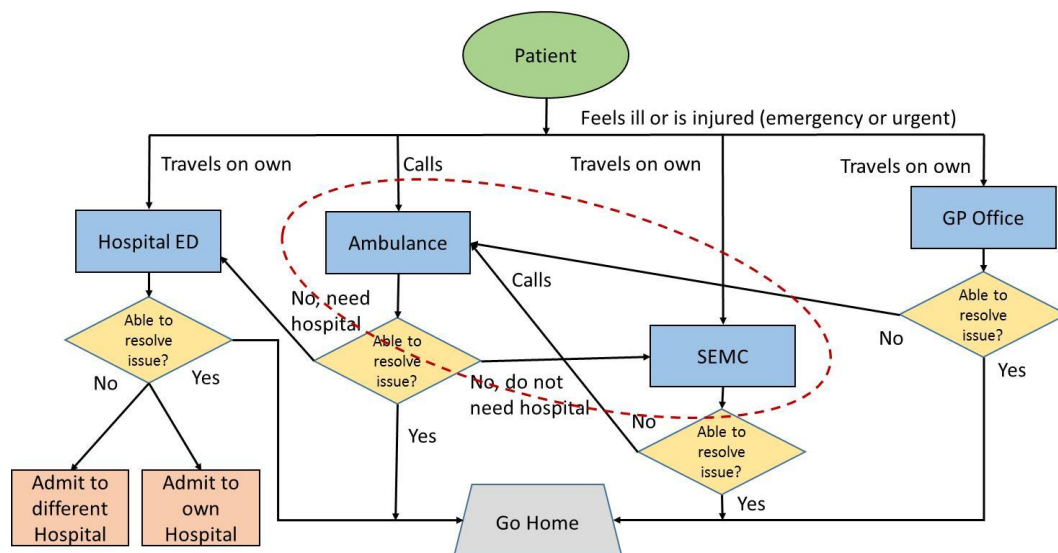 Patient
Feels ill or is injured (emergency or urgent)
Travels on own
Calls
Travels on own
Travels on own
Hospital ED
Ambulance
GP Office
Calls
No, need
hospital
Able to
resolve
issue?
Able to
resolve
issue?
Able to
resolve
issue?
No
SEMC
No
Yes
No, do not
need hospital
Yes
Yes
No
Able to
resolve
issue?
Admit to
different
Hospital
Admit to
own
Hospital
Yes
Go Home